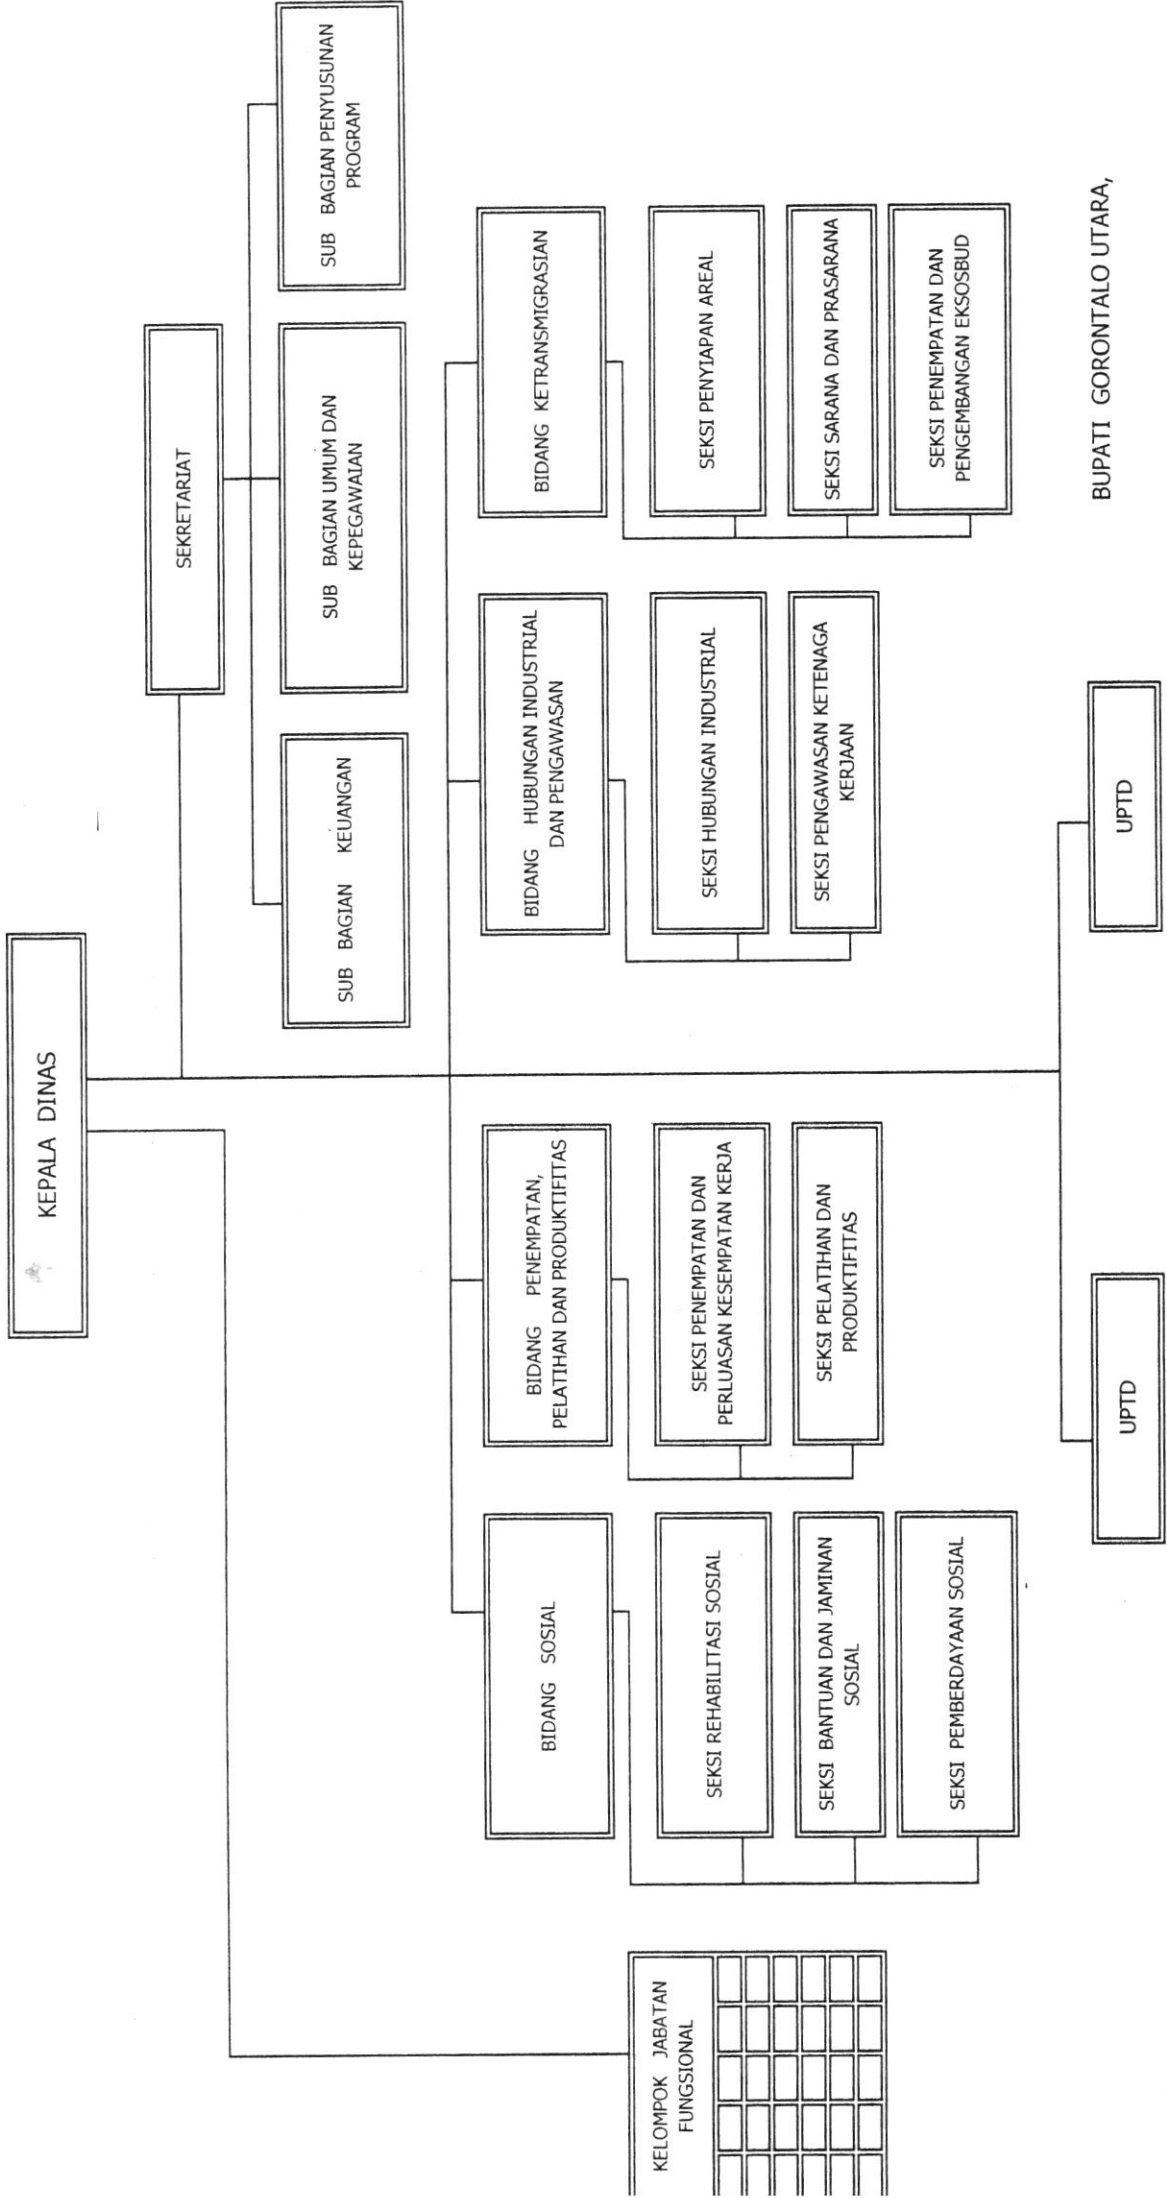 KEPALA DINAS
SEKRETARIAT
SUB BAGIAN KEUANGAN
SUB BAGIAN UMUM DAN
KEPEGAWAIAN
SUB BAGIAN PENYUSUNAN
PROGRAM
KELOMPOK JABATAN
FUNGSIONAL
BIDANG SOSIAL
SEKSI REHABILITASI SOSIAL
SEKSI BANTUAN DAN JAMINAN
SOSIAL
SEKSI PEMBERDAYAAN SOSIAL
BIDANG PENEMPATAN,
PELATIHAN DAN PRODUKTIFITAS
SEKSI PENEMPATAN DAN
PERLUASAN KESEMPATAN KERJA
SEKSI PELATIHAN DAN
PRODUKTIFITAS
BIDANG HUBUNGAN INDUSTRIAL
DAN PENGAWASAN
SEKSI HUBUNGAN INDUSTRIAL
SEKSI PENGAWASAN KETENAGA
KERJAAN
BIDANG KETRANSMIGRASIAN
SEKSI PENYIAPAN AREAL
SEKSI SARANA DAN PRASARANA
SEKSI PENEMPATAN DAN
PENGEMBANGAN EKSOSBUD
UPTD
UPTD
BUPATI GORONTALO UTARA,